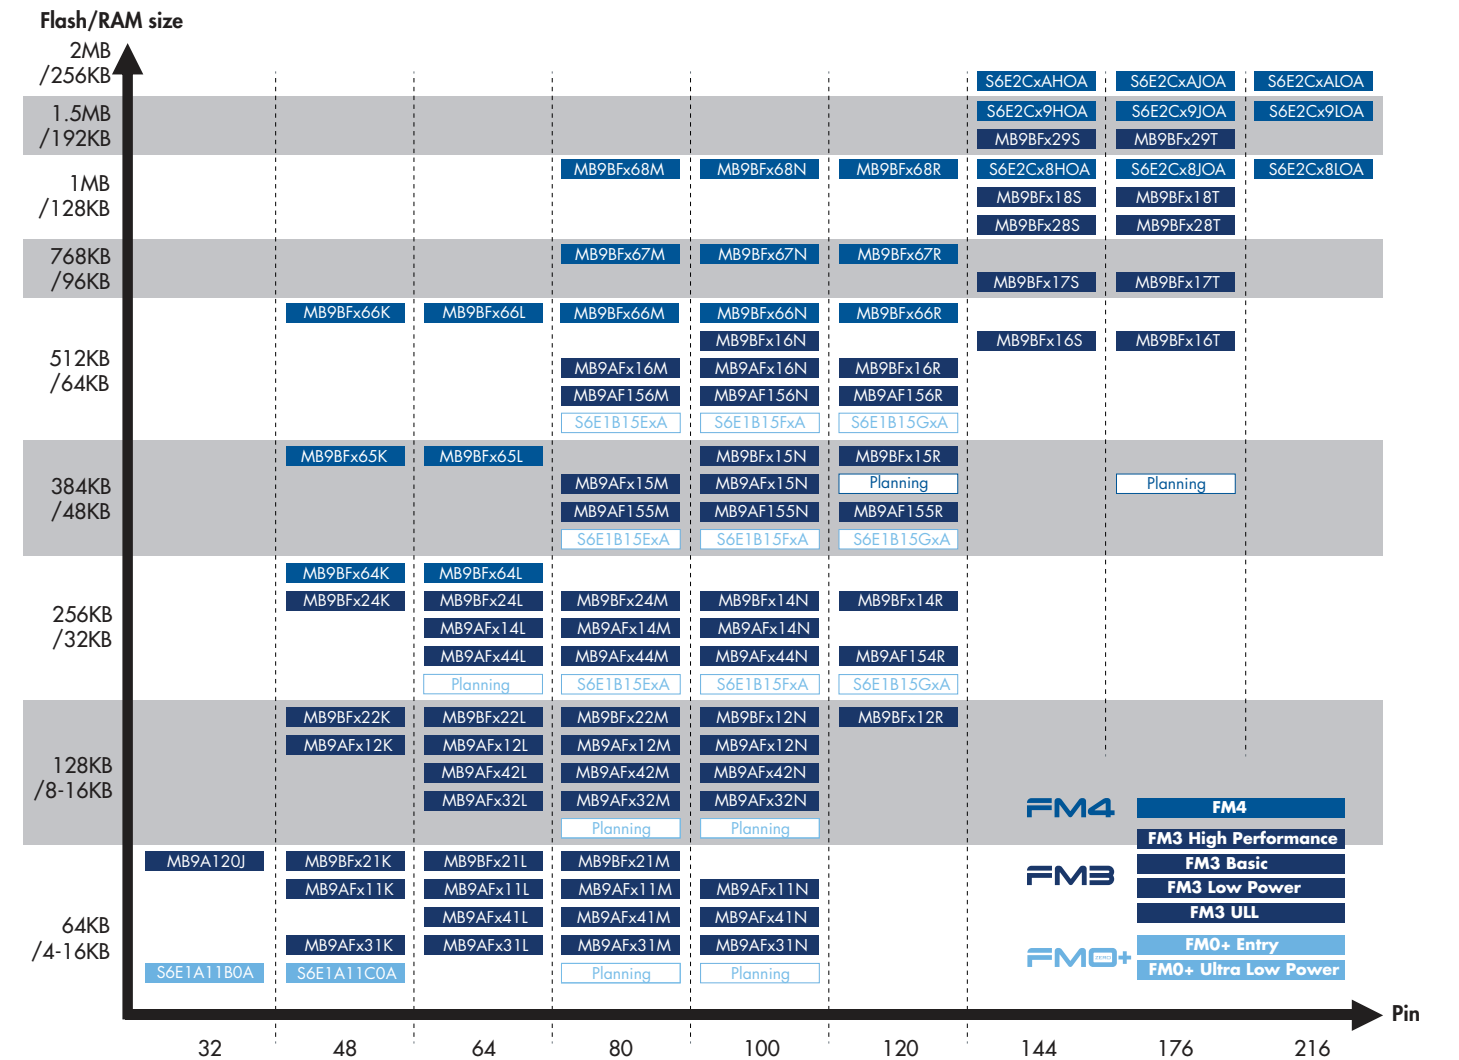 Flash/RAM size
2MB
/256KB
S6E2CxAHOA S6E2CxAJOA S6E2CxALOA
1.5MB
/192KB
S6E2Cx9HOA S6E2Cx9JOA S6E2Cx9LOA
MB9BFx29S MB9BFx29T
1MB
/128KB
MB9BFx68M MB9BFx68N MB9BFx68R S6E2Cx8HOA S6E2Cx8JOA S6E2Cx8LOA
MB9BFx18S MB9BFx18T
MB9BFx28S MB9BFx28T
768KB
/96KB
MB9BFx67M MB9BFx67N MB9BFx67R
MB9BFx17S MB9BFx17T
512KB
/64KB
MB9BFx66K MB9BFx66L MB9BFx66M MB9BFx66N MB9BFx66R
MB9BFx16N MB9BFx16S MB9BFx16T
MB9AFx16M MB9AFx16N MB9BFx16R
MB9AF156M MB9AF156N MB9AF156R
S6E1B15ExA S6E1B15FxA S6E1B15GxA
384KB
/48KB
MB9BFx65K MB9BFx65L MB9BFx15N MB9BFx15R
MB9AFx15M MB9AFx15N Planning Planning
MB9AF155M MB9AF155N MB9AF155R
S6E1B15ExA S6E1B15FxA S6E1B15GxA
256KB
/32KB
MB9BFx64K MB9BFx64L
MB9BFx24K MB9BFx24L MB9BFx24M MB9BFx14N MB9BFx14R
MB9AFx14L MB9AFx14M MB9AFx14N
MB9AFx44L MB9AFx44M MB9AFx44N MB9AF154R
Planning S6E1B15ExA S6E1B15FxA S6E1B15GxA
128KB
/8-16KB
MB9BFx22K MB9BFx22L MB9BFx22M MB9BFx12N MB9BFx12R
MB9AFx12K MB9AFx12L MB9AFx12M MB9AFx12N
MB9AFx42L MB9AFx42M MB9AFx42N
MB9AFx32L MB9AFx32M MB9AFx32N
Planning Planning
64KB
/4-16KB
MB9A120J MB9BFx21K MB9BFx21L MB9BFx21M
MB9AFx11K MB9AFx11L MB9AFx11M MB9AFx11N
MB9AFx41L MB9AFx41M MB9AFx41N
MB9AFx31K MB9AFx31L MB9AFx31M MB9AFx31N
S6E1A11B0A S6E1A11C0A Planning Planning
FM4 FM4
FM3 High Performance
FM3 FM3 Basic
FM3 Low Power
FM3 ULL
FM0+ ZERO FM0+ Entry
FM0+ Ultra Low Power
Pin
32 48 64 80 100 120 144 176 216